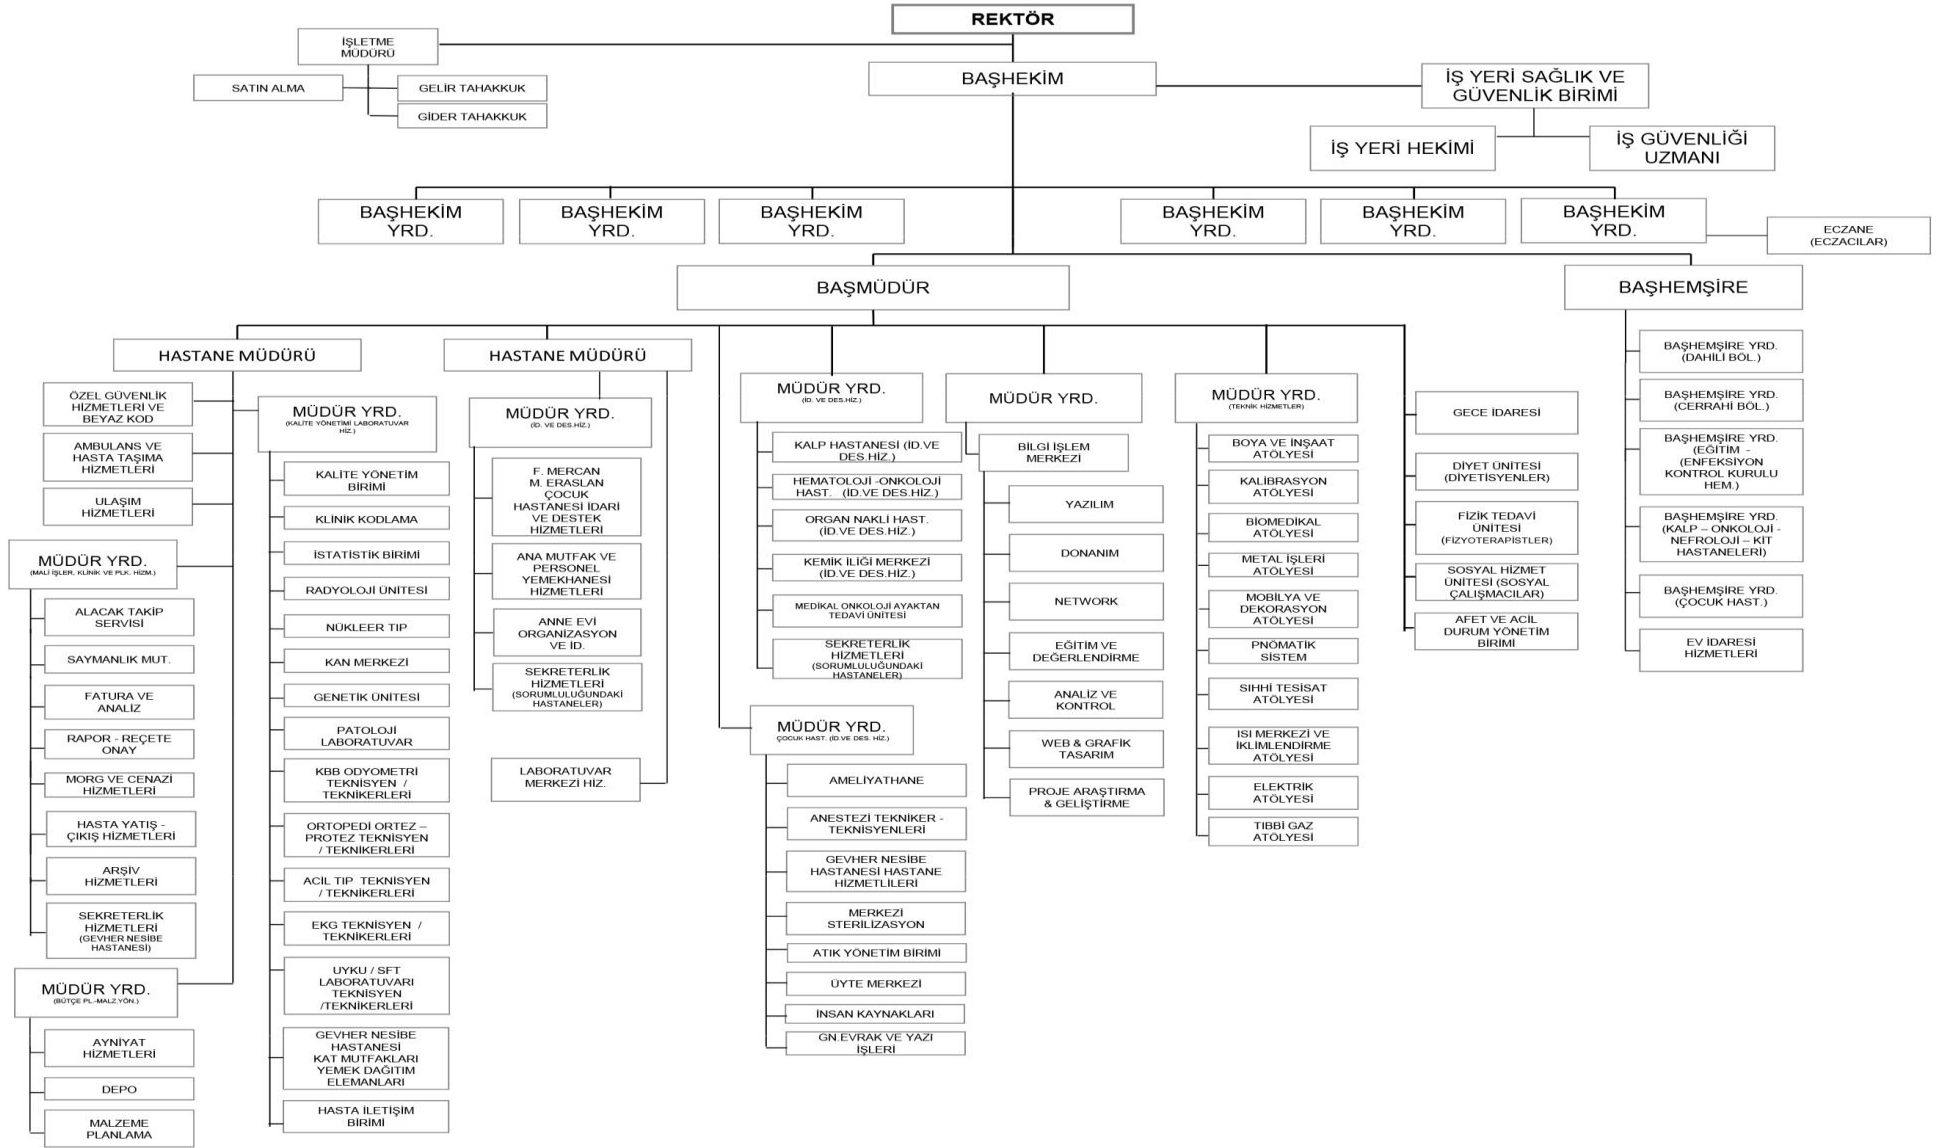 REKTÖR
İŞLETME
MÜDÜRÜ
SATIN ALMA
GELİR TAHAKKUK
GİDER TAHAKKUK
BAŞHEKİM
İŞ YERİ SAĞLIK VE
GÜVENLİK BİRİMİ
İŞ YERİ HEKİMİ
İŞ GÜVENLİĞİ
UZMANI
BAŞHEKİM
YRD.
BAŞHEKİM
YRD.
BAŞHEKİM
YRD.
BAŞHEKİM
YRD.
BAŞHEKİM
YRD.
BAŞHEKİM
YRD.
ECZANE
(ECZACILAR)
BAŞMÜDÜR
BAŞHEMŞİRE
HASTANE MÜDÜRÜ
ÖZEL GÜVENLİK
HİZMETLERİ VE
BEYAZ KOD
AMBULANS VE
HASTA TAŞIMA
HİZMETLERİ
ULAŞIM
HİZMETLERİ
MÜDÜR YRD.
(MALİ İŞLER, KLİNİK VE PLK. HİZM.)
ALACAK TAKİP
SERVİSİ
SAYMANLIK MUT.
FATURA VE
ANALİZ
RAPOR - REÇETE
ONAY
MORG VE CENAZİ
HİZMETLERİ
HASTA YATIŞ -
ÇIKIŞ HİZMETLERİ
ARŞİV
HİZMETLERİ
SEKRETERLİK
HİZMETLERİ
(GEVHER NESİBE
HASTANESİ)
MÜDÜR YRD.
(BÜTÇE PL.-MALZ.YÖN.)
AYNİYAT
HİZMETLERİ
DEPO
MALZEME
PLANLAMA
MÜDÜR YRD.
(KALİTE YÖNETİMİ LABORATUVAR
HİZ.)
KALİTE YÖNETİM
BİRİMİ
KLİNİK KODLAMA
İSTATİSTİK BİRİMİ
RADYOLOJİ ÜNİTESİ
NÜKLEER TIP
KAN MERKEZİ
GENETİK ÜNİTESİ
PATOLOJİ
LABORATUVAR
KBB ODYOMETRİ
TEKNİSYEN /
TEKNİKERLERİ
ORTOPEDİ ORTEZ –
PROTEZ TEKNİSYEN
/ TEKNİKERLERİ
ACİL TIP TEKNİSYEN
/ TEKNİKERLERİ
EKG TEKNİSYEN /
TEKNİKERLERİ
UYKU / SFT
LABORATUVARI
TEKNİSYEN
/TEKNİKERLERİ
GEVHER NESİBE
HASTANESİ
KAT MUTFAKLARI
YEMEK DAĞITIM
ELEMANLARI
HASTA İLETİŞİM
BİRİMİ
HASTANE MÜDÜRÜ
MÜDÜR YRD.
(İD. VE DES.HİZ.)
F. MERCAN
M. ERASLAN
ÇOCUK
HASTANESİ İDARİ
VE DESTEK
HİZMETLERİ
ANA MUTFAK VE
PERSONEL
YEMEKHANESİ
HİZMETLERİ
ANNE EVİ
ORGANİZASYON
VE İD.
SEKRETERLİK
HİZMETLERİ
(SORUMLULUĞUNDAKİ
HASTANELER)
LABORATUVAR
MERKEZİ HİZ.
MÜDÜR YRD.
(İD. VE DES.HİZ.)
KALP HASTANESİ (İD.VE
DES.HİZ.)
HEMATOLOJİ -ONKOLOJİ
HAST. (İD.VE DES.HİZ.)
ORGAN NAKLİ HAST.
(İD.VE DES.HİZ.)
KEMİK İLİĞİ MERKEZİ
(İD.VE DES.HİZ.)
MEDİKAL ONKOLOJİ AYAKTAN
TEDAVİ ÜNİTESİ
SEKRETERLİK
HİZMETLERİ
(SORUMLULUĞUNDAKİ
HASTANELER)
MÜDÜR YRD.
ÇOCUK HAST. (İD.VE DES. HİZ.)
AMELİYATHANE
ANESTEZİ TEKNİKER -
TEKNİSYENLERİ
GEVHER NESİBE
HASTANESİ HASTANE
HİZMETLİLERİ
MERKEZİ
STERİLİZASYON
ATIK YÖNETİM BİRİMİ
ÜYTE MERKEZİ
İNSAN KAYNAKLARI
GN.EVRAK VE YAZI
İŞLERİ
MÜDÜR YRD.
BİLGİ İŞLEM
MERKEZİ
YAZILIM
DONANIM
NETWORK
EĞİTİM VE
DEĞERLENDİRME
ANALİZ VE
KONTROL
WEB & GRAFİK
TASARIM
PROJE ARAŞTIRMA
& GELİŞTİRME
MÜDÜR YRD.
(TEKNİK HİZMETLER)
BOYA VE İNŞAAT
ATÖLYESİ
KALİBRASYON
ATÖLYESİ
BİOMEDİKAL
ATÖLYESİ
METAL İŞLERİ
ATÖLYESİ
MOBİLYA VE
DEKORASYON
ATÖLYESİ
PNÖMATİK
SİSTEM
SIHHİ TESİSAT
ATÖLYESİ
ISI MERKEZİ VE
İKLİMLENDİRME
ATÖLYESİ
ELEKTRİK
ATÖLYESİ
TIBBİ GAZ
ATÖLYESİ
GECE İDARESİ
DİYET ÜNİTESİ
(DİYETİSYENLER)
FİZİK TEDAVİ
ÜNİTESİ
(FİZYOTERAPİSTLER)
SOSYAL HİZMET
ÜNİTESİ (SOSYAL
ÇALIŞMACILAR)
AFET VE ACİL
DURUM YÖNETİM
BİRİMİ
BAŞHEMŞİRE YRD.
(DAHİLİ BÖL.)
BAŞHEMŞİRE YRD.
(CERRAHİ BÖL.)
BAŞHEMŞİRE YRD.
(EĞİTİM -
(ENFEKSİYON
KONTROL KURULU
HEM.)
BAŞHEMŞİRE YRD.
(KALP – ONKOLOJİ -
NEFROLOJİ – KİT
HASTANELERİ)
BAŞHEMŞİRE YRD.
(ÇOCUK HAST.)
EV İDARESİ
HİZMETLERİ